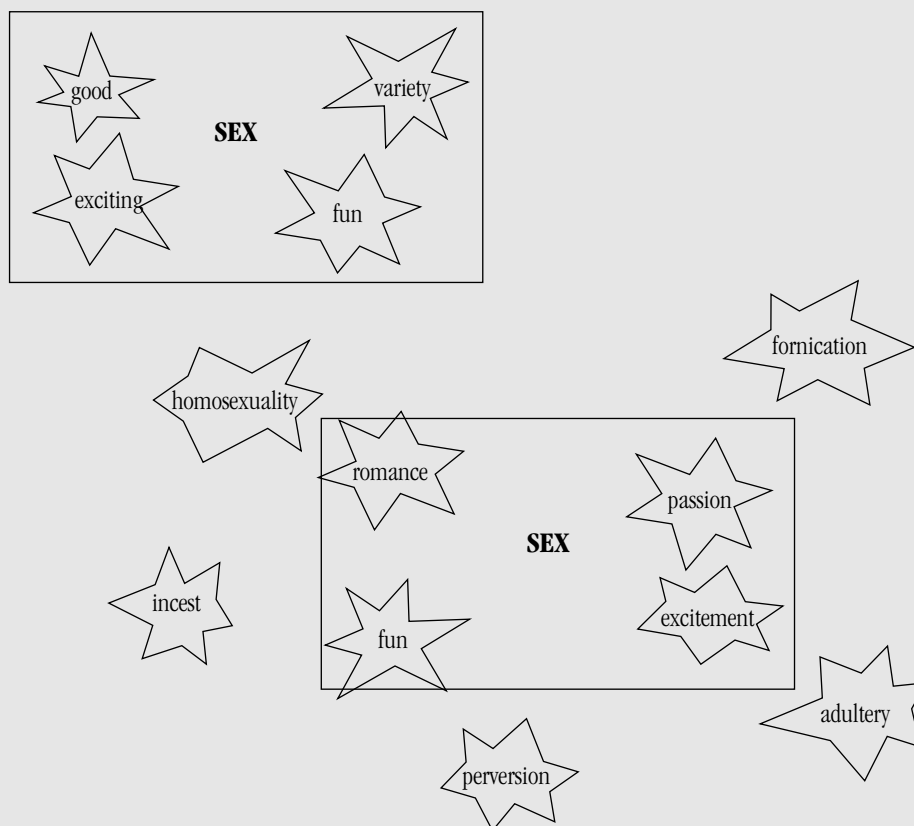 good
variety
SEX
exciting
fun
fornication
homosexuality
romance
passion
SEX
incest
excitement
fun
adultery
perversion